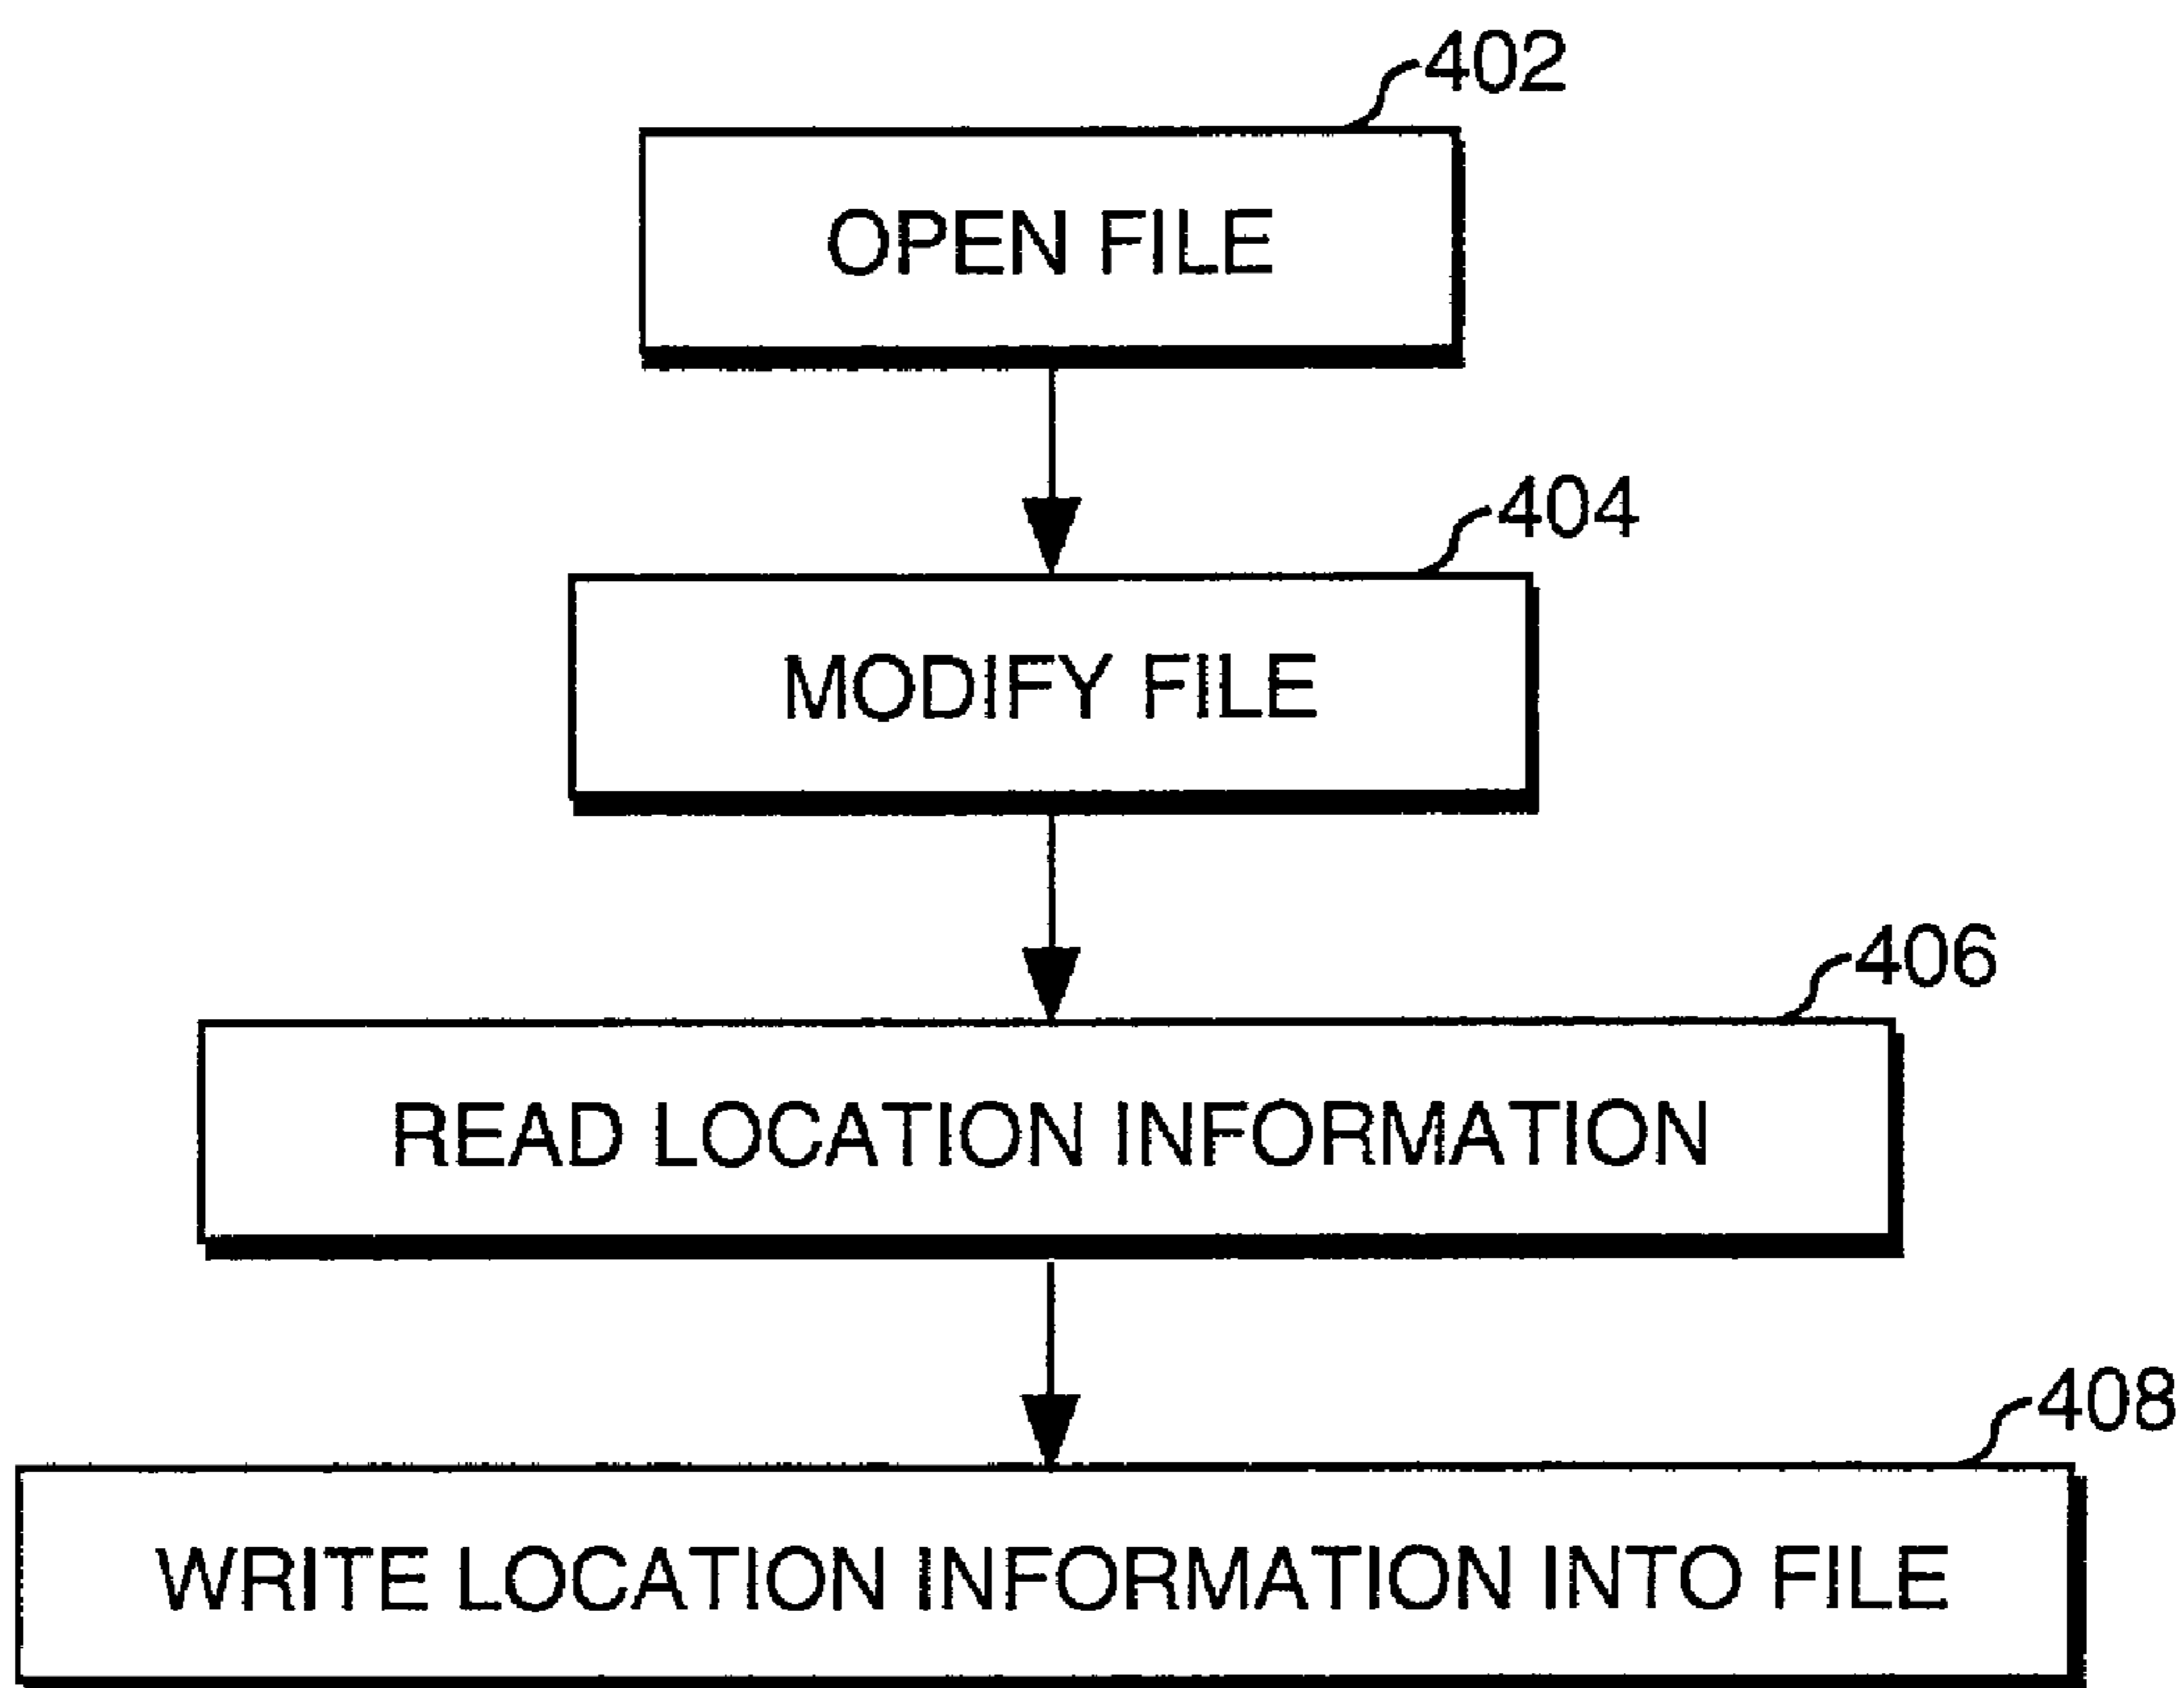 402
OPEN FILE
404
MODIFY FILE
406
READ LOCATION INFORMATION
408
WRITE LOCATION INFORMATION INTO FILE